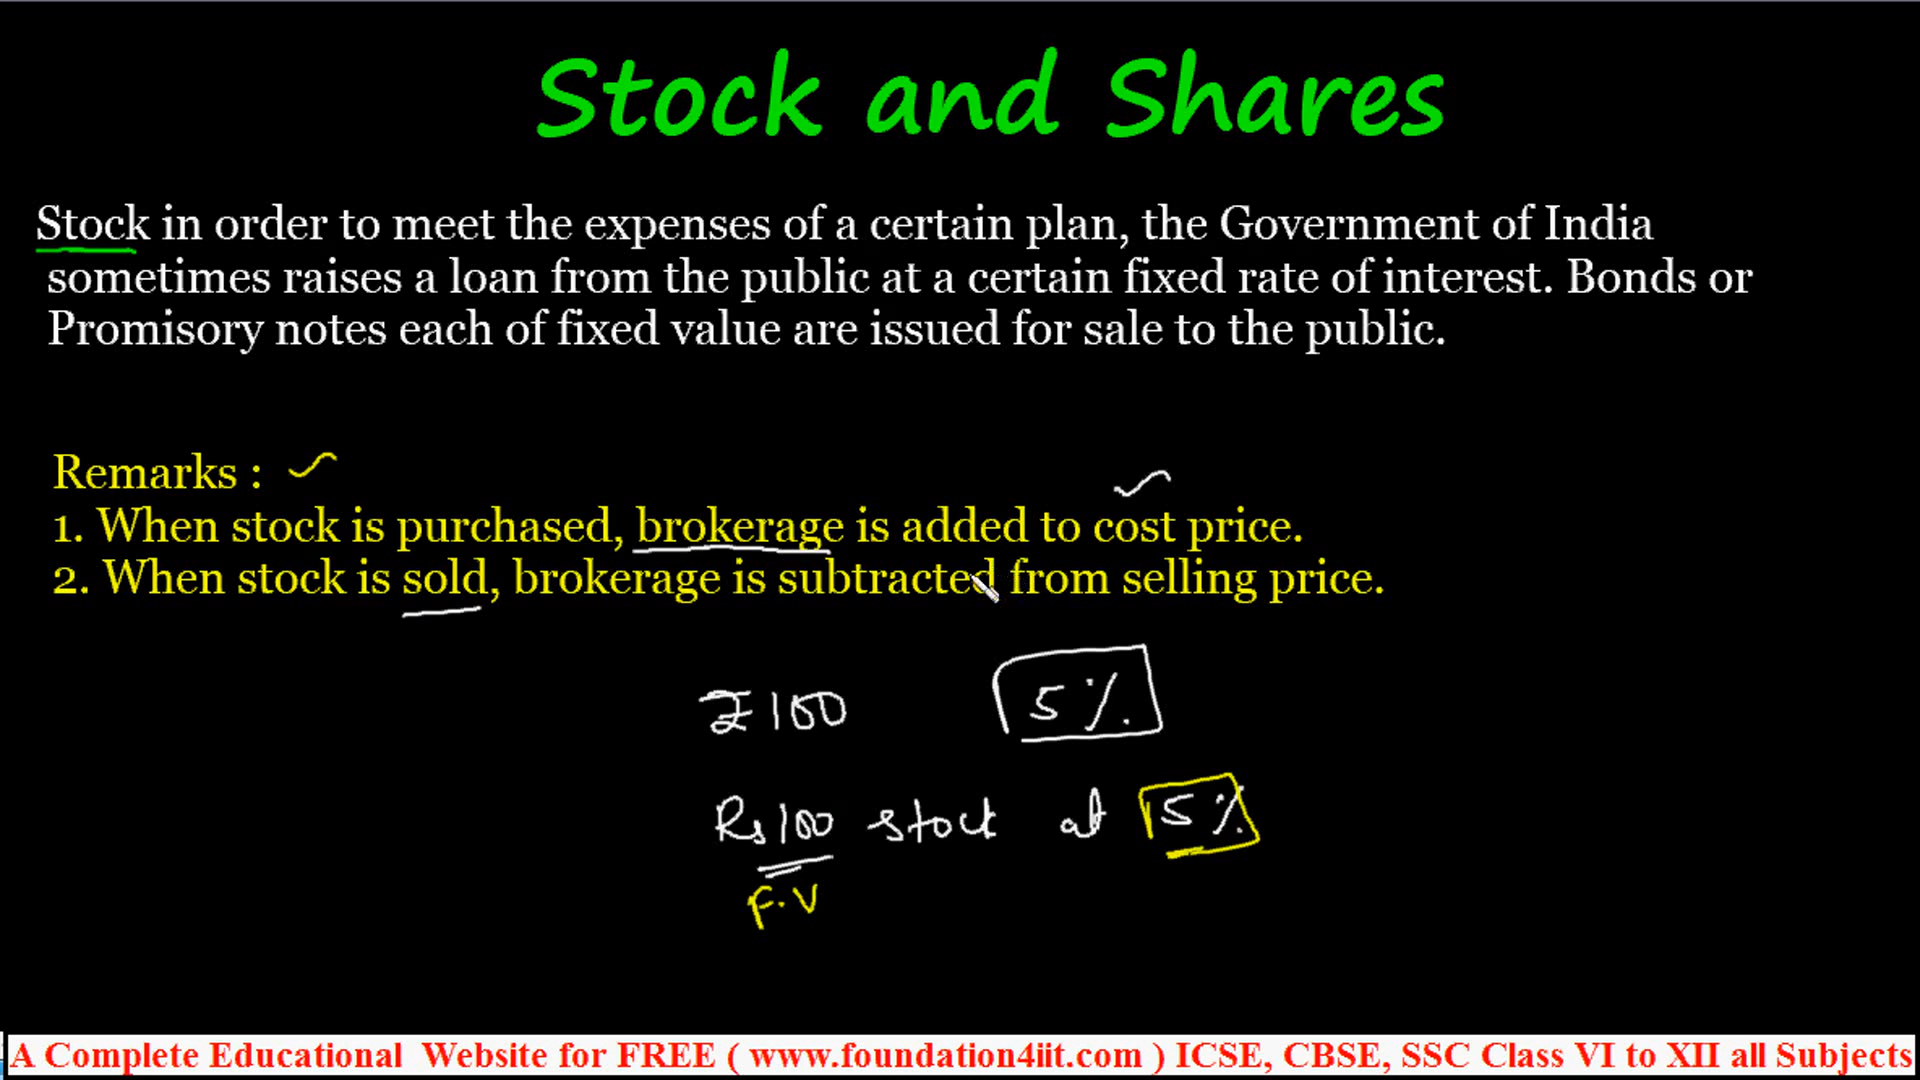 Stock and Shares
Stock in order to meet the expenses of a certain plan, the Government of India
sometimes raises a loan from the public at a certain fixed rate of interest. Bonds or
Promisory notes each of fixed value are issued for sale to the public.
Remarks :
1. When stock is purchased, brokerage is added to cost price.
2. When stock is sold, brokerage is subtracted from selling price.
₹100 5%
Rs 100 stock at 5%
F.V
A Complete Educational Website for FREE ( www.foundation4iit.com ) ICSE, CBSE, SSC Class VI to XII all Subjects